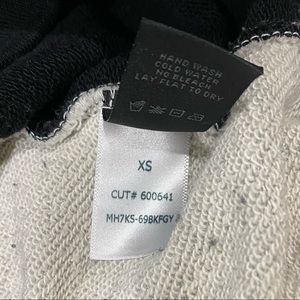 HAND WASH
COLD WATER
NO BLEACH
LAY FLAT TO DRY
XS
CUT# 600641
MH7KS-69BKFGY